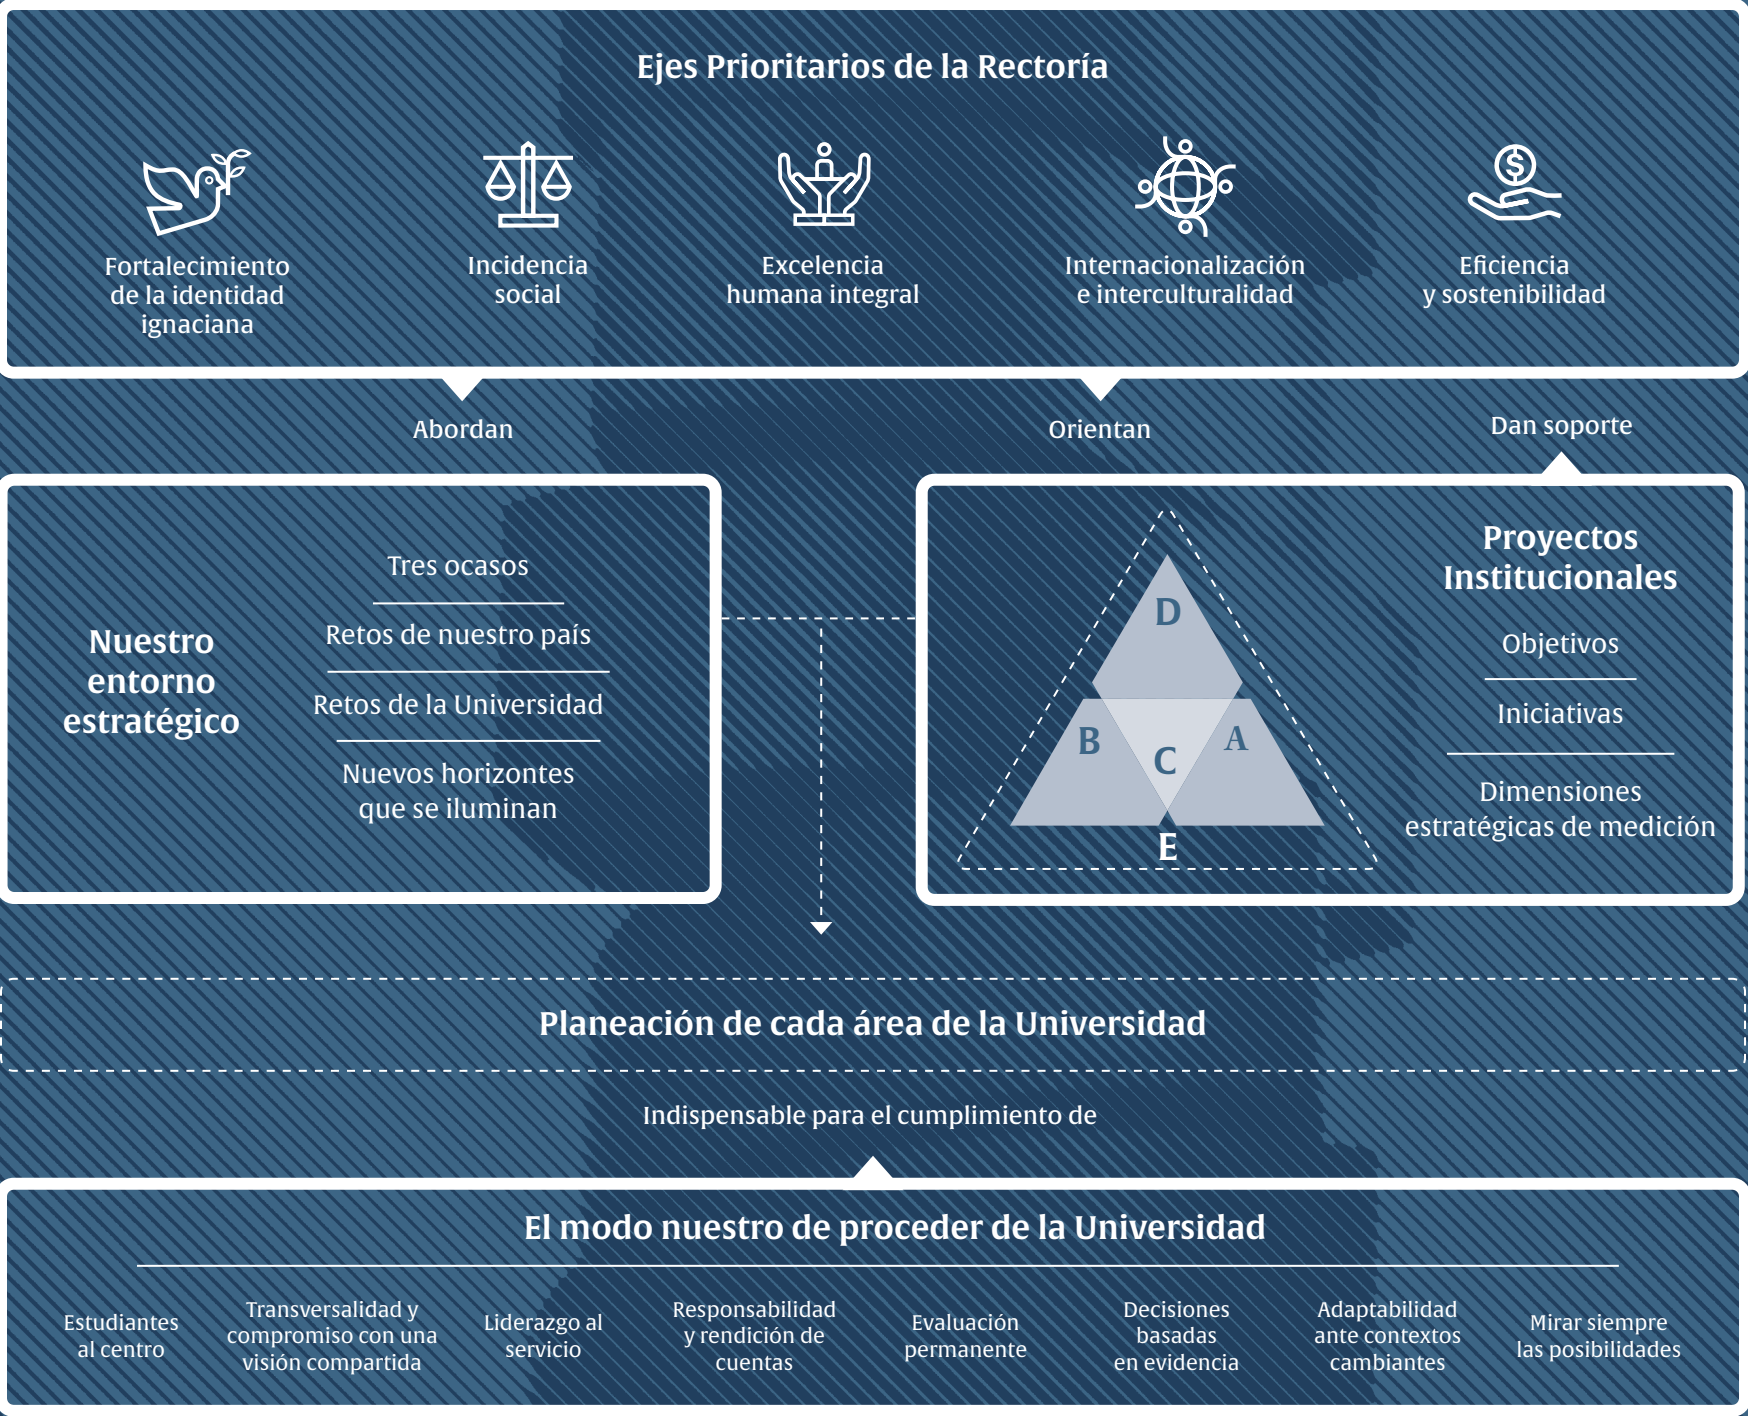 Ejes Prioritarios de la Rectoría
Fortalecimiento
de la identidad
ignaciana
Incidencia
social
Excelencia
humana integral
Internacionalización
e interculturalidad
$
Eficiencia
y sostenibilidad
Abordan
Orientan
Dan soporte
Nuestro
entorno
estratégico
Tres ocasos
Retos de nuestro país
Retos de la Universidad
Nuevos horizontes
que se iluminan
D
B
C
A
E
Proyectos
Institucionales
Objetivos
Iniciativas
Dimensiones
estratégicas de medición
Planeación de cada área de la Universidad
Indispensable para el cumplimiento de
El modo nuestro de proceder de la Universidad
Estudiantes
al centro
Transversalidad y
compromiso con una
visión compartida
Liderazgo al
servicio
Responsabilidad
y rendición de
cuentas
Evaluación
permanente
Decisiones
basadas
en evidencia
Adaptabilidad
ante contextos
cambiantes
Mirar siempre
las posibilidades